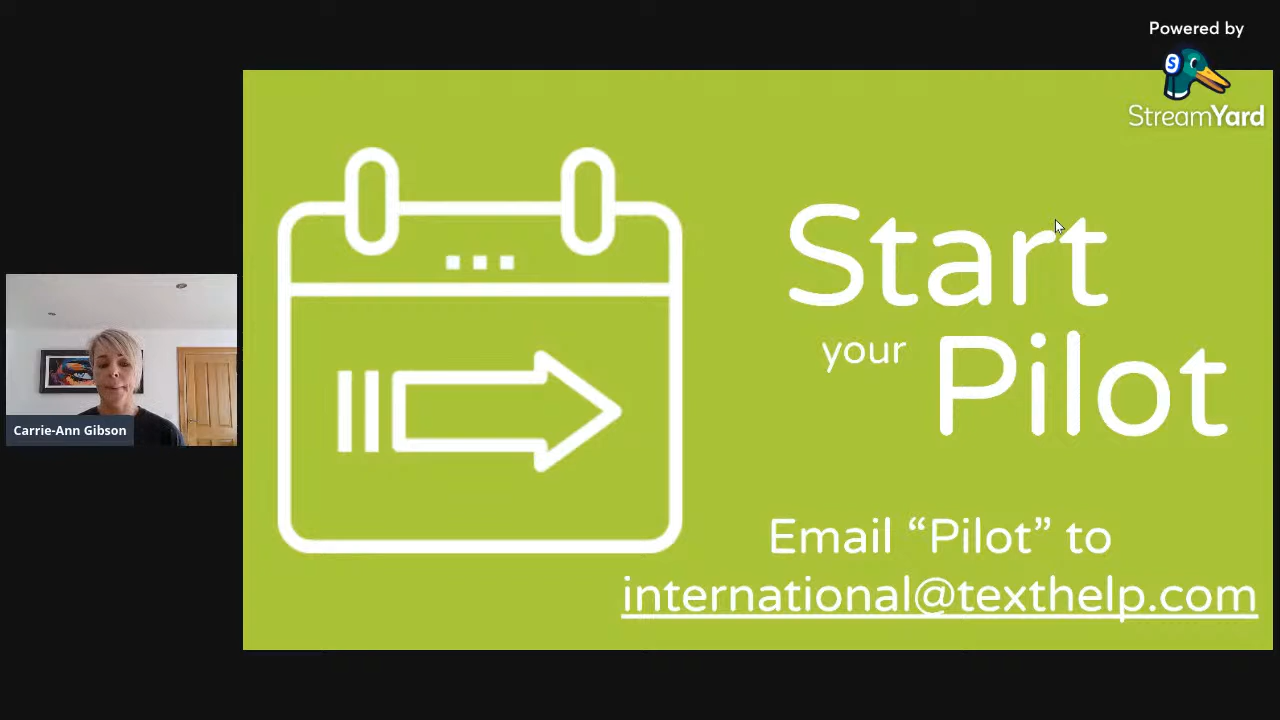 Powered by
StreamYard
Start
your
Pilot
Email “Pilot” to
international@texthelp.com
Carrie-Ann Gibson